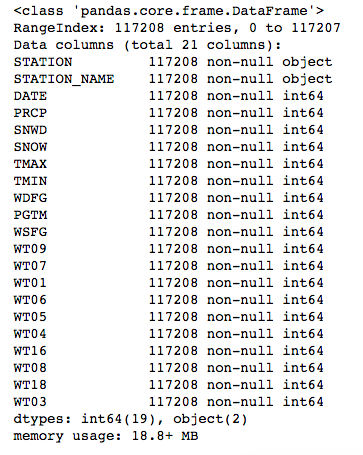 <class 'pandas.core.frame.DataFrame'>
RangeIndex: 117208 entries, 0 to 117207
Data columns (total 21 columns):
STATION         117208 non-null object
STATION_NAME    117208 non-null object
DATE            117208 non-null int64
PRCP            117208 non-null int64
SNWD            117208 non-null int64
SNOW            117208 non-null int64
TMAX            117208 non-null int64
TMIN            117208 non-null int64
WDFG            117208 non-null int64
PGTM            117208 non-null int64
WSFG            117208 non-null int64
WT09            117208 non-null int64
WT07            117208 non-null int64
WT01            117208 non-null int64
WT06            117208 non-null int64
WT05            117208 non-null int64
WT04            117208 non-null int64
WT16            117208 non-null int64
WT08            117208 non-null int64
WT18            117208 non-null int64
WT03            117208 non-null int64
dtypes: int64(19), object(2)
memory usage: 18.8+ MB